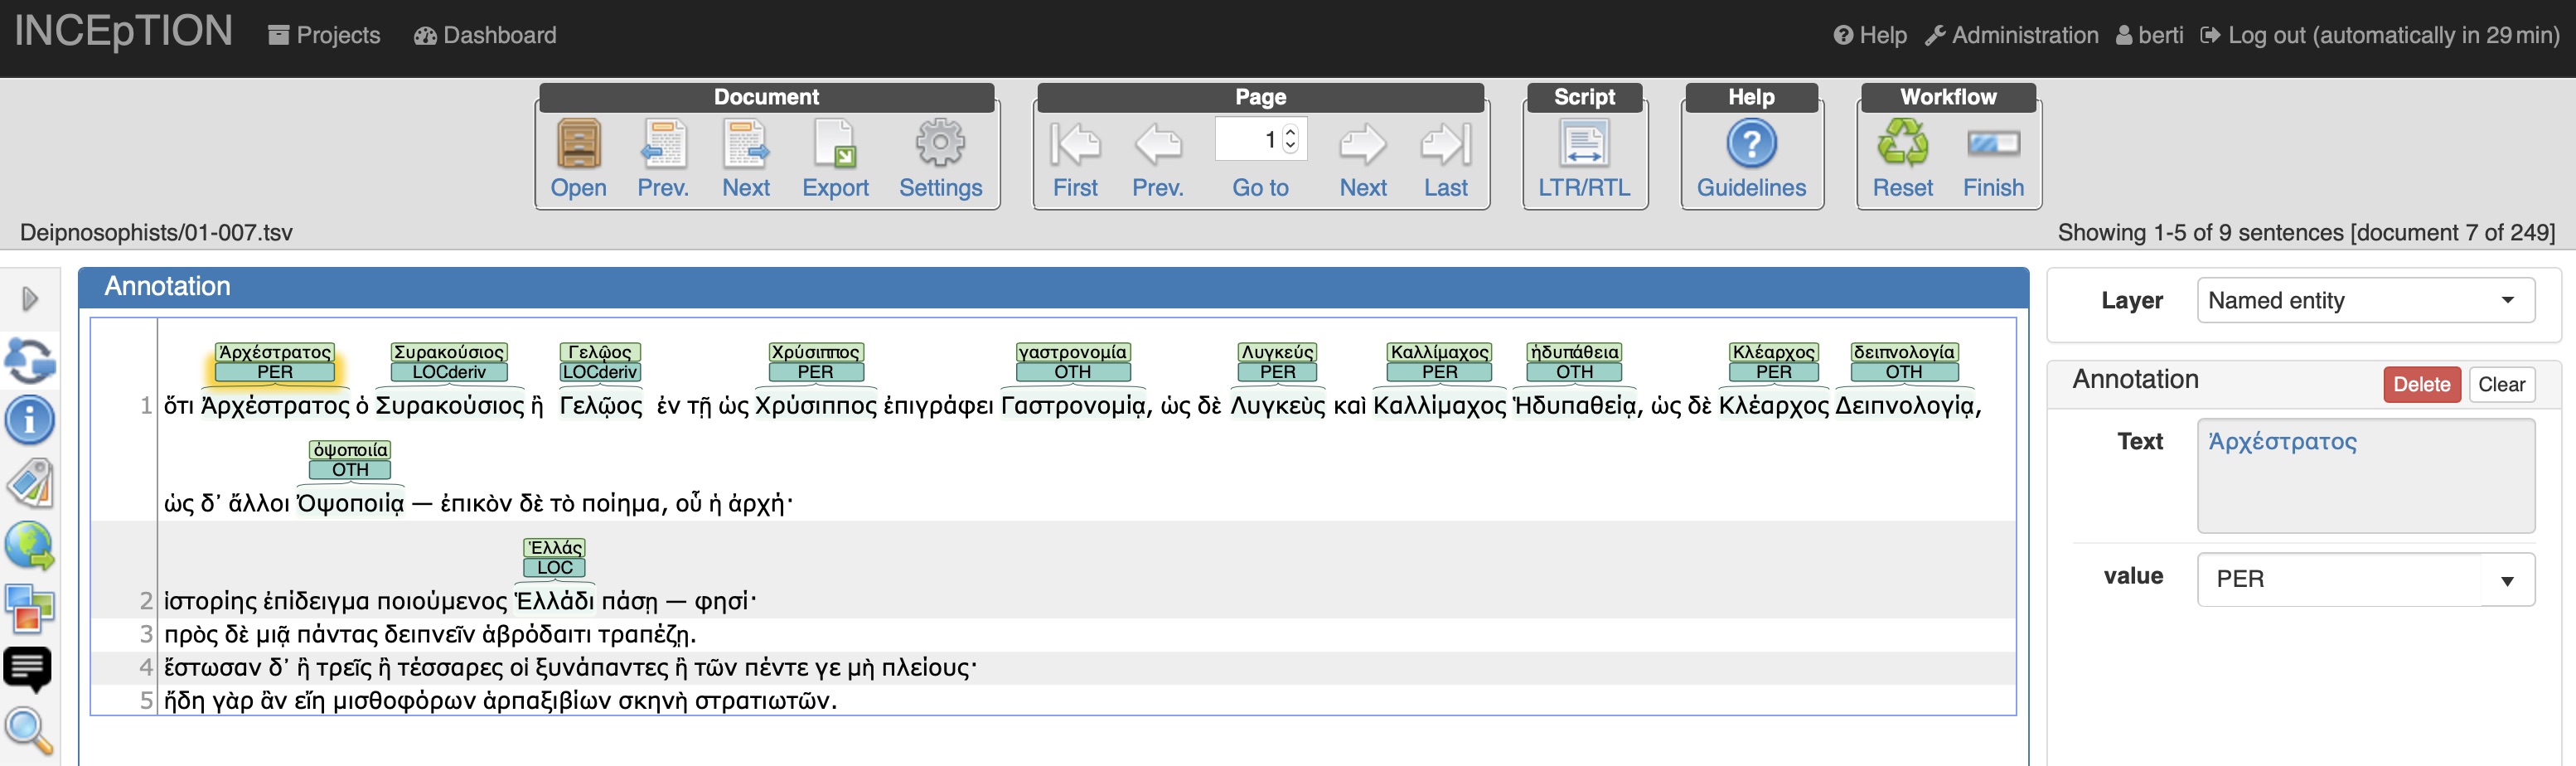 INCEpTION Projects Dashboard Help Administration berti Log out (automatically in 29 min)
Document Page Script Help Workflow
1
Open Prev. Next Export Settings First Prev. Go to Next Last LTR/RTL Guidelines Reset Finish
Deipnosophists/01-007.tsv Showing 1-5 of 9 sentences [document 7 of 249]
Annotation
Ἀρχέστρατος Συρακούσιος Γελῷος Χρύσιππος γαστρονομία Λυγκεύς Καλλίμαχος ἡδυπάθεια Κλέαρχος δειπνολογία
PER LOCderiv LOCderiv PER OTH PER PER OTH PER OTH
1 ὅτι Ἀρχέστρατος ὁ Συρακούσιος ἢ Γελῷος ἐν τῇ ὡς Χρύσιππος ἐπιγράφει Γαστρονομίᾳ, ὡς δὲ Λυγκεὺς καὶ Καλλίμαχος Ἡδυπαθείᾳ, ὡς δὲ Κλέαρχος Δειπνολογίᾳ,
ὀψοποιία
OTH
ὡς δ᾽ ἄλλοι Ὀψοποιίᾳ — ἐπικὸν δὲ τὸ ποίημα, οὗ ἡ ἀρχή·
Ἑλλάς
LOC
2 ἱστορίης ἐπίδειγμα ποιούμενος Ἑλλάδι πάσῃ — φησί·
3 πρὸς δὲ μιᾷ πάντας δειπνεῖν ἁβρόδαιτι τραπέζῃ.
4 ἔστωσαν δ᾽ ἢ τρεῖς ἢ τέσσαρες οἱ ξυνάπαντες ἢ τῶν πέντε γε μὴ πλείους·
5 ἤδη γὰρ ἂν εἴη μισθοφόρων ἁρπαξιβίων σκηνὴ στρατιωτῶν.
Layer Named entity
Annotation Delete Clear
Text Ἀρχέστρατος
value PER